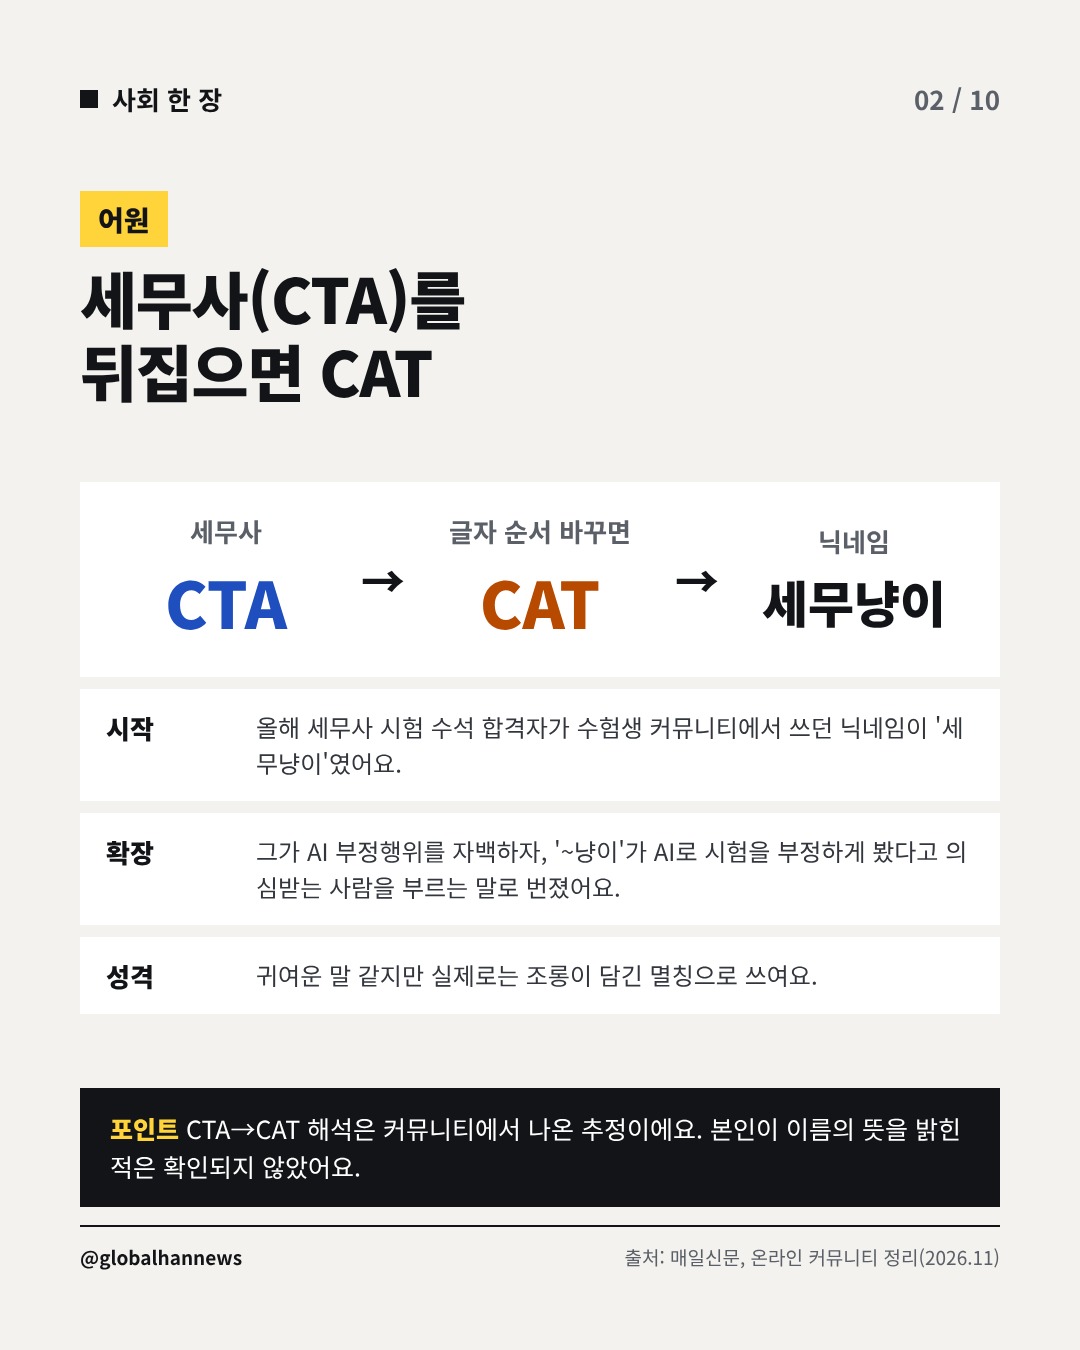 ■ 사회 한 장
02 / 10
어원
세무사(CTA)를
뒤집으면 CAT
세무사
CTA
→
글자 순서 바꾸면
CAT
→
닉네임
세무냥이
시작
올해 세무사 시험 수석 합격자가 수험생 커뮤니티에서 쓰던 닉네임이 '세
무냥이'였어요.
확장
그가 AI 부정행위를 자백하자, '~냥이'가 AI로 시험을 부정하게 봤다고 의
심받는 사람을 부르는 말로 번졌어요.
성격
귀여운 말 같지만 실제로는 조롱이 담긴 멸칭으로 쓰여요.
포인트 CTA→CAT 해석은 커뮤니티에서 나온 추정이에요. 본인이 이름의 뜻을 밝힌
적은 확인되지 않았어요.
@globalhannews
출처: 매일신문, 온라인 커뮤니티 정리(2026.11)